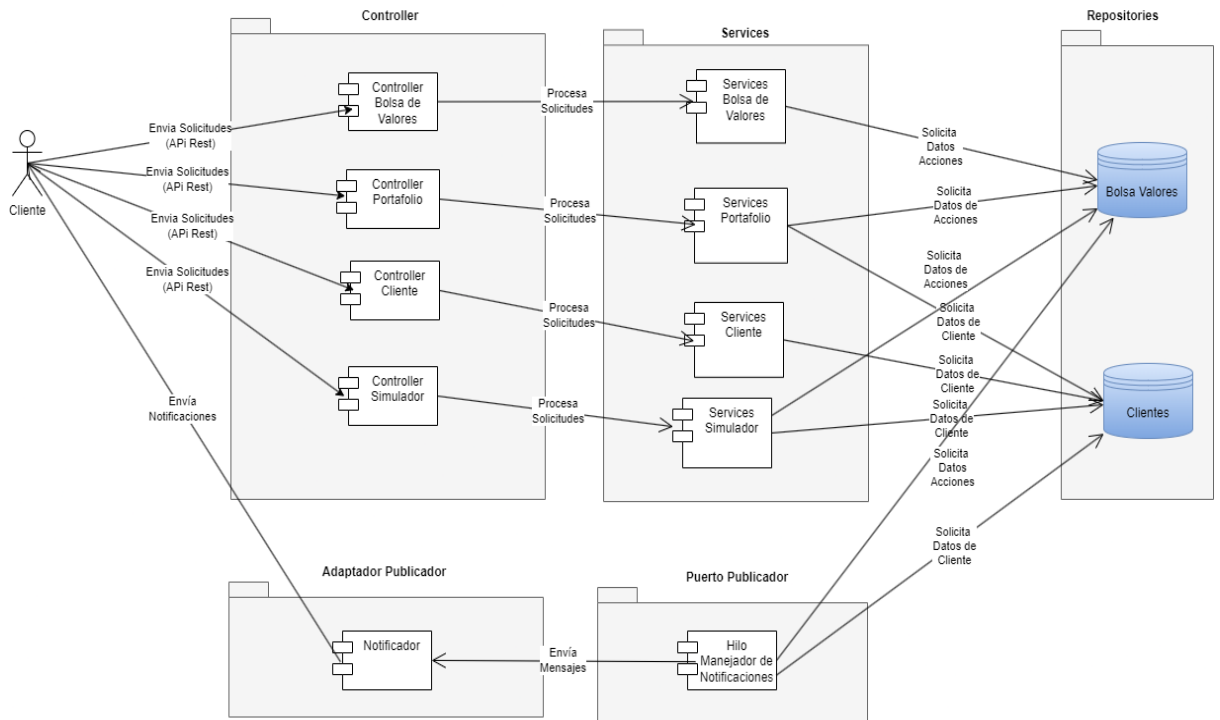 Controller
Services
Repositories
Controller
Bolsa de
Valores
Procesa
Solicitudes
Services
Bolsa de
Valores
Envia Solicitudes
(APi Rest)
Solicita
Datos
Acciones
Cliente
Envia Solicitudes
(APi Rest)
Controller
Portafolio
Procesa
Solicitudes
Services
Portafolio
Solicita
Datos de
Acciones
Bolsa Valores
Envia Solicitudes
(APi Rest)
Controller
Cliente
Procesa
Solicitudes
Services
Cliente
Solicita
Datos de
Acciones
Envia Solicitudes
(APi Rest)
Solicita
Datos de
Cliente
Solicita
Datos de
Cliente
Controller
Simulador
Procesa
Solicitudes
Services
Simulador
Solicita
Datos de
Cliente
Clientes
Envía
Notificaciones
Solicita
Datos
Acciones
Solicita
Datos de
Cliente
Adaptador Publicador
Puerto Publicador
Notificador
Envía
Mensajes
Hilo
Manejador de
Notificaciones